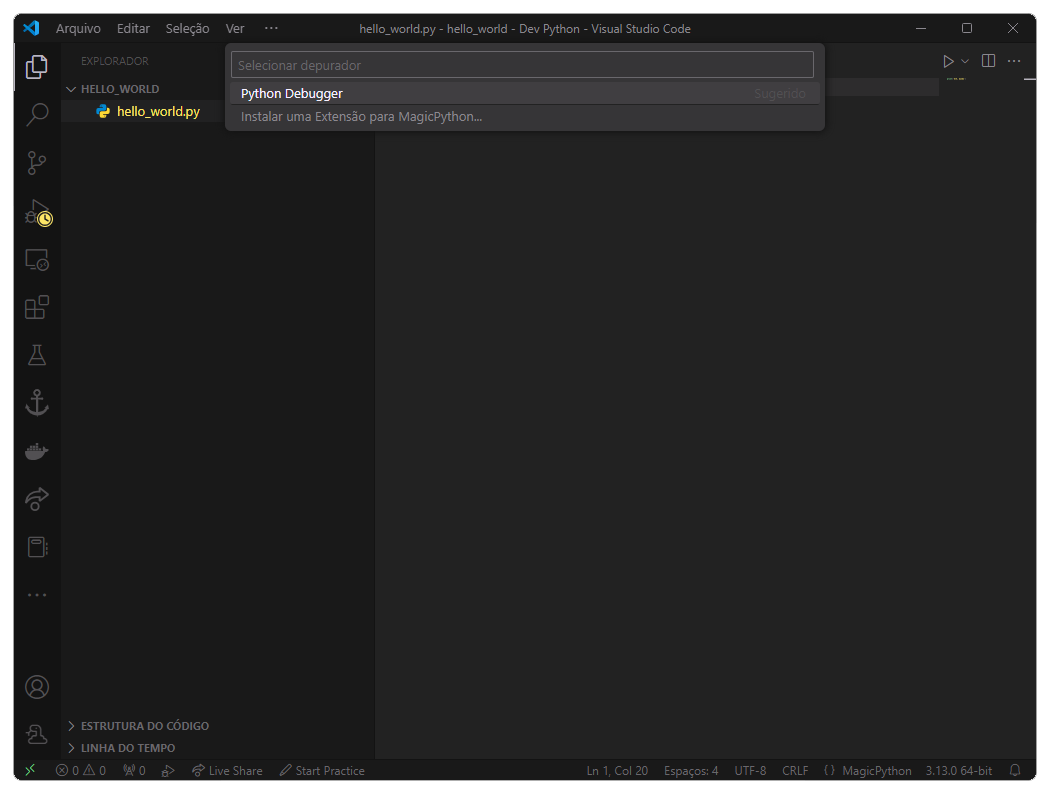 Arquivo Editar Seleção Ver ··· hello_world.py - hello_world - Dev Python - Visual Studio Code
EXPLORADOR
HELLO_WORLD
hello_world.py
Selecionar depurador
Python Debugger Sugerido
Instalar uma Extensão para MagicPython...
ESTRUTURA DO CÓDIGO
LINHA DO TEMPO
0 0 0 Live Share Start Practice Ln 1, Col 20 Espaços: 4 UTF-8 CRLF {} MagicPython 3.13.0 64-bit